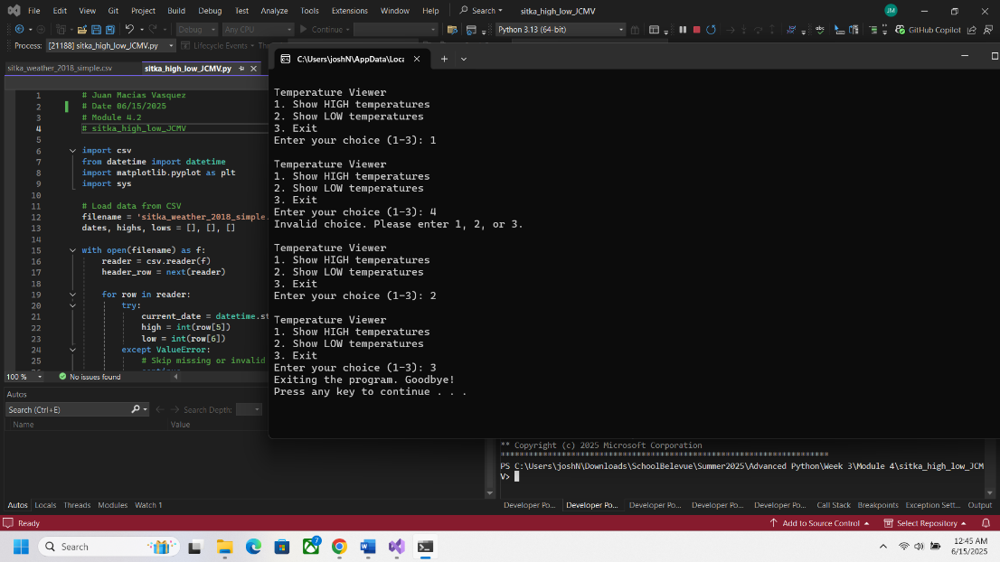 File Edit View Git Project Build Debug Test Analyze Tools Extensions Window Help Search sitka_high_low_JCMV JM
Debug Any CPU Continue Python 3.13 (64-bit) GitHub Copilot
Process: [21188] sitka_high_low_JCMV.py Lifecycle Events
sitka_weather_2018_simple.csv sitka_high_low_JCMV.py
C:\Users\joshN\AppData\Loca
1 # Juan Macias Vasquez
2 # Date 06/15/2025
3 # Module 4.2
4 # sitka_high_low_JCMV
5
6 import csv
7 from datetime import datetime
8 import matplotlib.pyplot as plt
9 import sys
10
11 # Load data from CSV
12 filename = 'sitka_weather_2018_simple.
13 dates, highs, lows = [], [], []
14
15 with open(filename) as f:
16 reader = csv.reader(f)
17 header_row = next(reader)
18
19 for row in reader:
20 try:
21 current_date = datetime.st
22 high = int(row[5])
23 low = int(row[6])
24 except ValueError:
25 # Skip missing or invalid
100 % No issues found
Temperature Viewer
1. Show HIGH temperatures
2. Show LOW temperatures
3. Exit
Enter your choice (1-3): 1
Temperature Viewer
1. Show HIGH temperatures
2. Show LOW temperatures
3. Exit
Enter your choice (1-3): 4
Invalid choice. Please enter 1, 2, or 3.
Temperature Viewer
1. Show HIGH temperatures
2. Show LOW temperatures
3. Exit
Enter your choice (1-3): 2
Temperature Viewer
1. Show HIGH temperatures
2. Show LOW temperatures
3. Exit
Enter your choice (1-3): 3
Exiting the program. Goodbye!
Press any key to continue . . .
Autos
Search (Ctrl+E) Search Depth:
Name Value
** Copyright (c) 2025 Microsoft Corporation
**********************************************************************
PS C:\Users\joshN\Downloads\SchoolBelevue\Summer2025\Advanced Python\Week 3\Module 4\sitka_high_low_JCM
V>
Autos Locals Threads Modules Watch 1
Developer Po... Developer Po... Developer Po... Developer Po... Developer Po... Call Stack Breakpoints Exception Sett... Output
Ready Add to Source Control Select Repository
Search 7 12:45 AM
6/15/2025